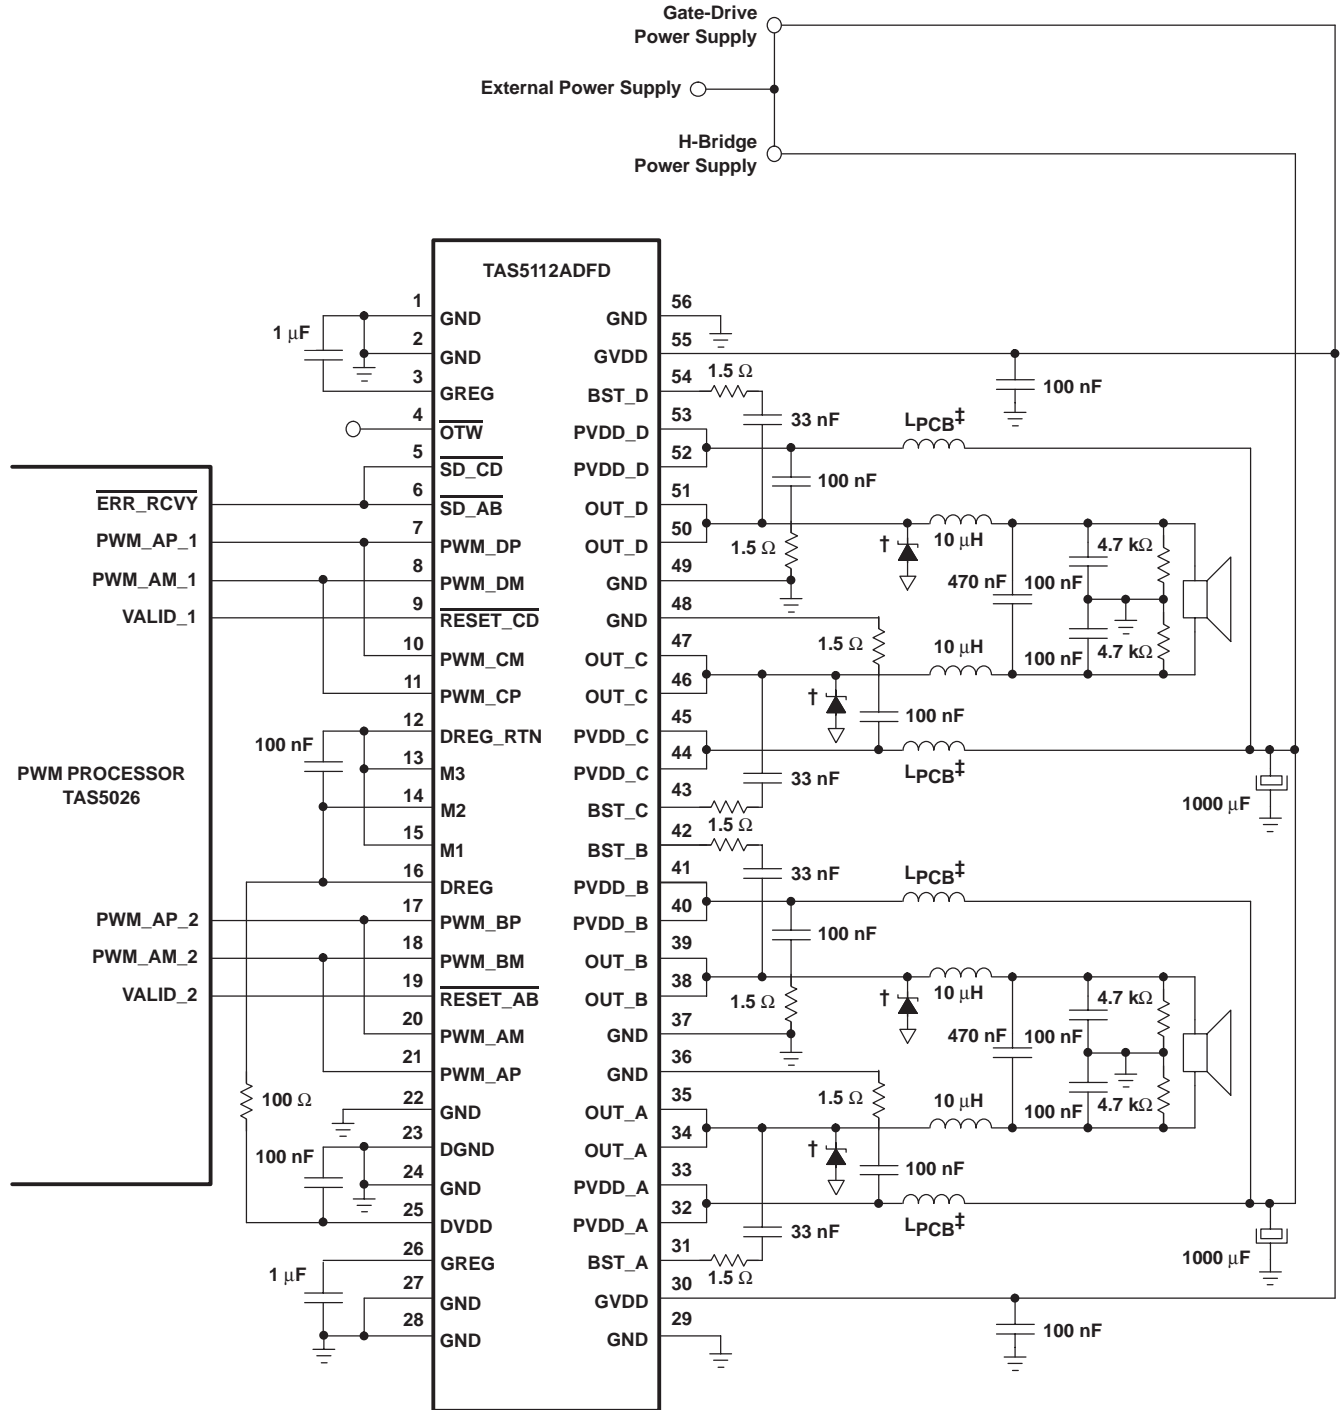 Gate-Drive
Power Supply
External Power Supply
H-Bridge
Power Supply
TAS5112ADFD
PWM PROCESSOR
TAS5026
ERR_RCVY
PWM_AP_1
PWM_AM_1
VALID_1
PWM_AP_2
PWM_AM_2
VALID_2
1 µF
100 nF
100 Ω
100 nF
1 µF
1 GND
2 GND
3 GREG
4 OTW
5 SD_CD
6 SD_AB
7 PWM_DP
8 PWM_DM
9 RESET_CD
10 PWM_CM
11 PWM_CP
12 DREG_RTN
13 M3
14 M2
15 M1
16 DREG
17 PWM_BP
18 PWM_BM
19 RESET_AB
20 PWM_AM
21 PWM_AP
22 GND
23 DGND
24 GND
25 DVDD
26 GREG
27 GND
28 GND
GND 56
GVDD 55
BST_D 54
PVDD_D 53
PVDD_D 52
OUT_D 51
OUT_D 50
GND 49
GND 48
OUT_C 47
OUT_C 46
PVDD_C 45
PVDD_C 44
BST_C 43
BST_B 42
PVDD_B 41
PVDD_B 40
OUT_B 39
OUT_B 38
GND 37
GND 36
OUT_A 35
OUT_A 34
PVDD_A 33
PVDD_A 32
BST_A 31
GVDD 30
GND 29
1.5 Ω
100 nF
33 nF
LPCB‡
100 nF
1.5 Ω
†
10 µH
4.7 kΩ
470 nF
100 nF
1.5 Ω
10 µH
100 nF
4.7 kΩ
†
100 nF
33 nF
LPCB‡
1000 µF
1.5 Ω
1.5 Ω
33 nF
LPCB‡
100 nF
1.5 Ω
†
10 µH
4.7 kΩ
470 nF
100 nF
1.5 Ω
10 µH
100 nF
4.7 kΩ
†
100 nF
33 nF
LPCB‡
1000 µF
1.5 Ω
100 nF